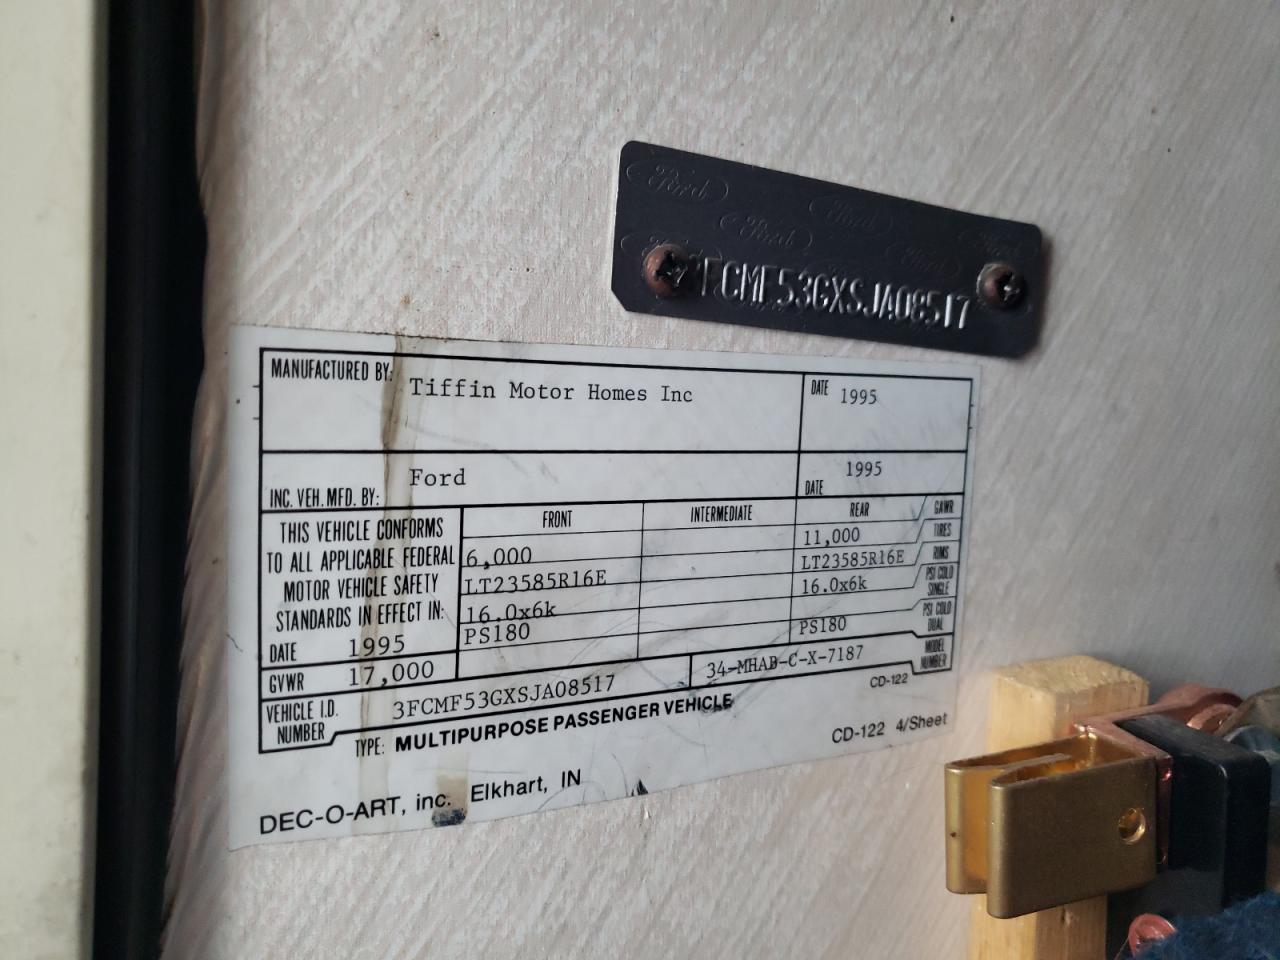 Ford
Ford
Ford
Ford
Ford
FCMF53GXSJA08517
MANUFACTURED BY: Tiffin Motor Homes Inc DATE 1995
INC. VEH. MFD. BY: Ford DATE 1995
THIS VEHICLE CONFORMS
TO ALL APPLICABLE FEDERAL
MOTOR VEHICLE SAFETY
STANDARDS IN EFFECT IN:
DATE 1995
GVWR 17,000
FRONT INTERMEDIATE REAR
6,000 11,000 GAWR
LT23585R16E LT23585R16E TIRES
16.0x6k 16.0x6k RIMS
PSI COLD
SINGLE
PS180 PS180 PSI COLD
DUAL
VEHICLE I.D.
NUMBER 3FCMF53GXSJA08517
34-MHAB-C-X-7187 MODEL
NUMBER
TYPE: MULTIPURPOSE PASSENGER VEHICLE
CD-122
CD-122 4/Sheet
DEC-O-ART, inc. Elkhart, IN